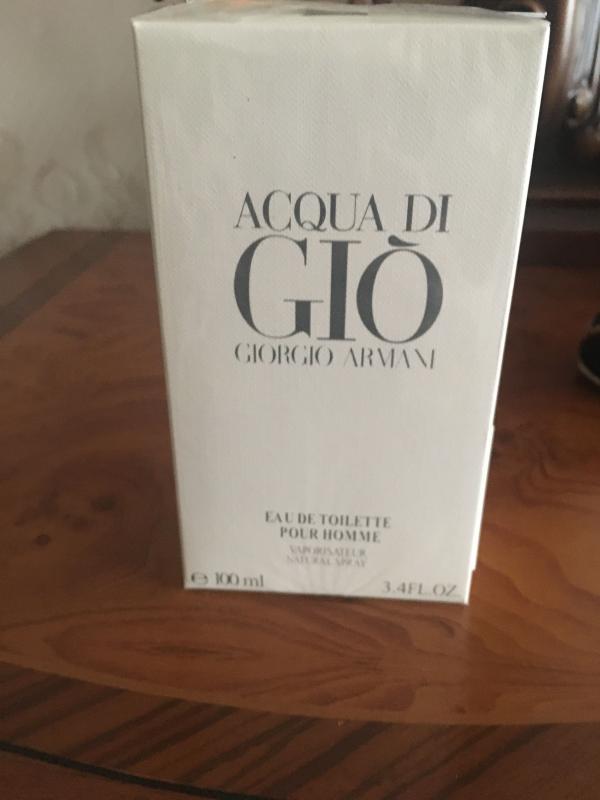 ACQUA DI
GIÒ
GIORGIO ARMANI
EAU DE TOILETTE
POUR HOMME
VAPORISATEUR
NATURAL SPRAY
℮ 100 ml 3.4FL.OZ.